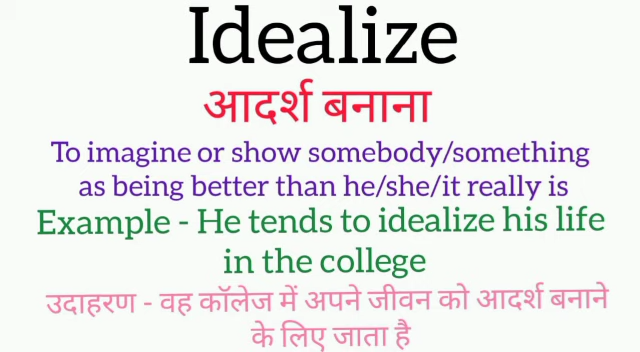 Idealize
आदर्श बनाना
To imagine or show somebody/something
as being better than he/she/it really is
Example - He tends to idealize his life
in the college
उदाहरण - वह कॉलेज में अपने जीवन को आदर्श बनाने
के लिए जाता है